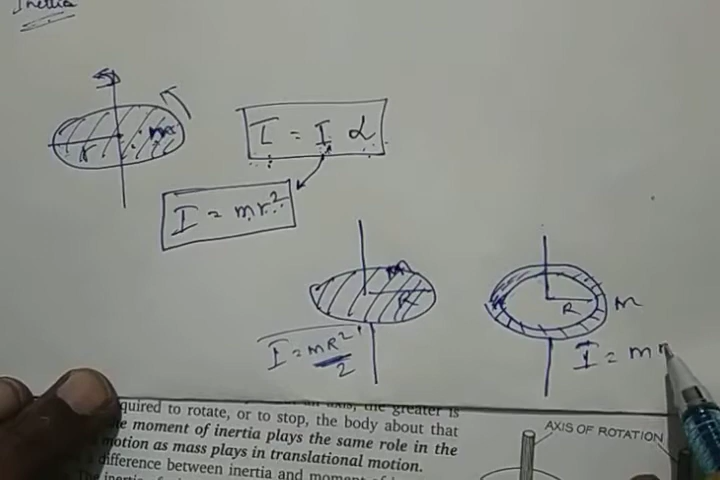 Inertia
r
m
τ = I α
I = mr²
m
R
I = mR²/2
R
m
I = m
quired to rotate, or to stop, the body about that
e moment of inertia plays the same role in the
motion as mass plays in translational motion.
difference between inertia and moment of
AXIS OF ROTATION